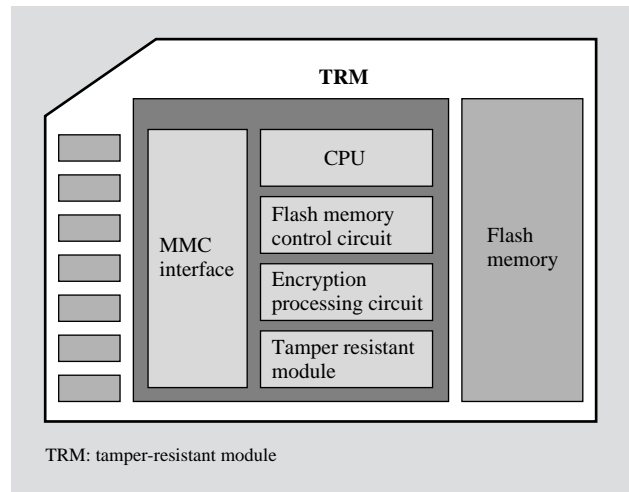 TRM
MMC
interface
CPU
Flash memory
control circuit
Encryption
processing circuit
Tamper resistant
module
Flash
memory
TRM: tamper-resistant module